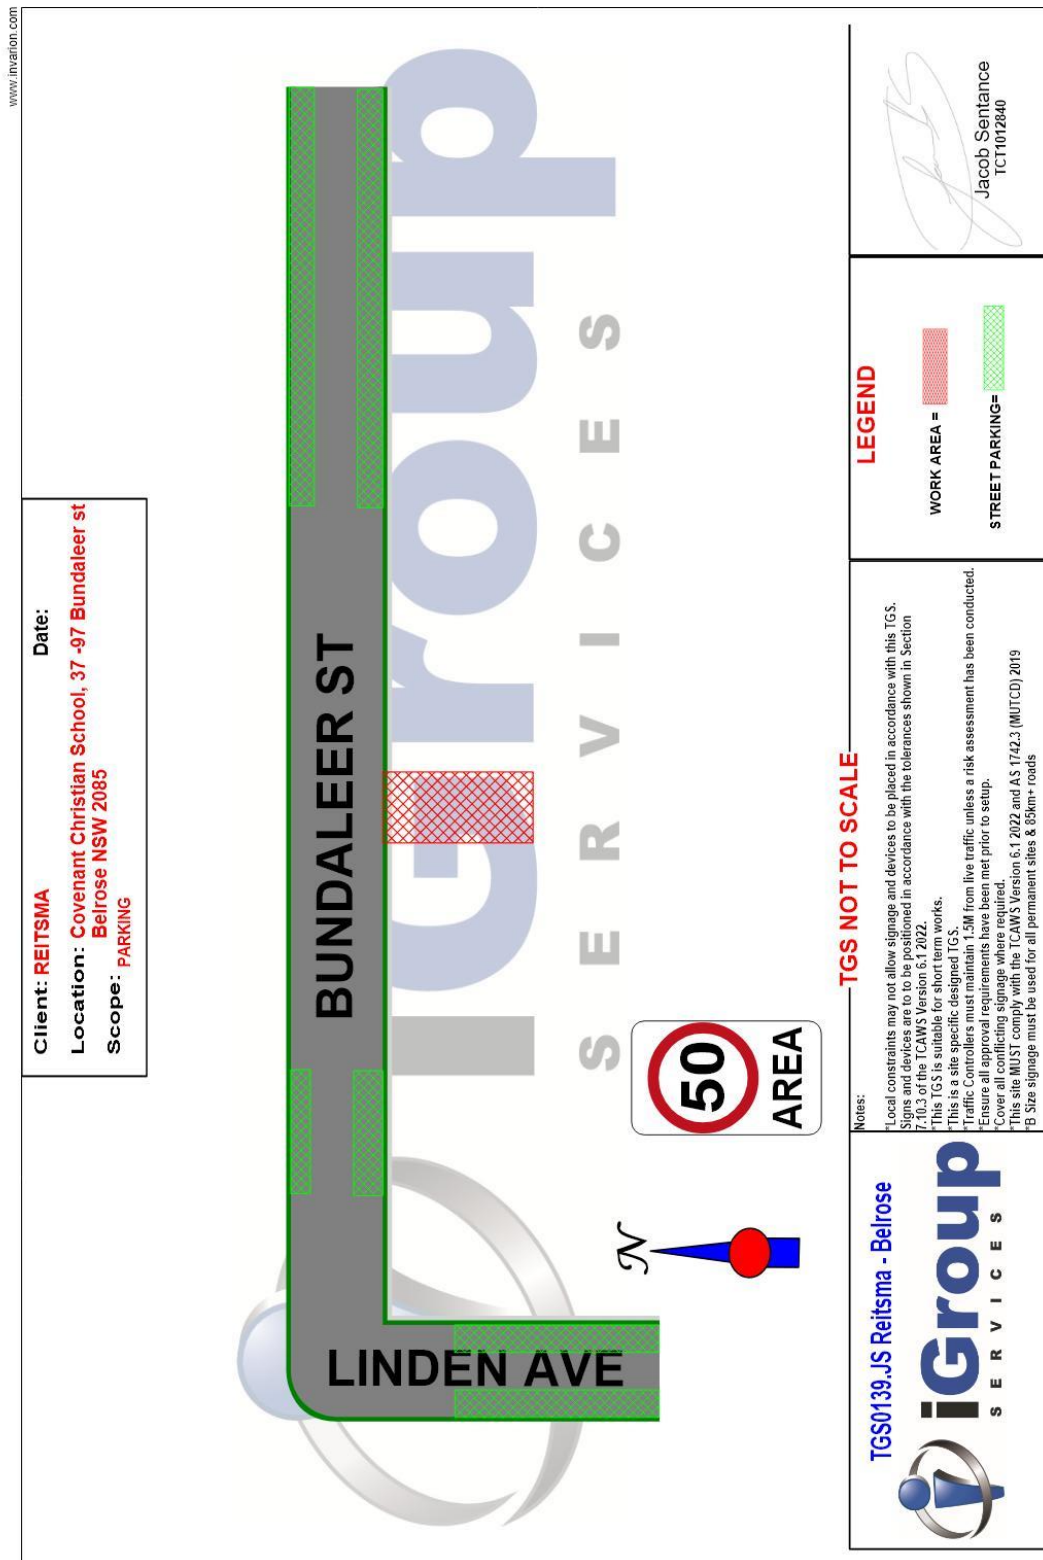 www.invarion.com
Client: REITSMA
Date:
Location: Covenant Christian School, 37 -97 Bundaleer st
Belrose NSW 2085
Scope: PARKING
BUNDALEER ST
LINDEN AVE
iGroup
SERVICES
N
50
AREA
TGS NOT TO SCALE
TGS0139.JS Reitsma - Belrose
iGroup
SERVICES
Notes:
*Local constraints may not allow signage and devices to be placed in accordance with this TGS.
Signs and devices are to to be positioned in accordance with the tolerances shown in Section
7.10.3 of the TCAWS Version 6.1 2022.
*This TGS is suitable for short term works.
*This is a site specific designed TGS.
*Traffic Controllers must maintain 1.5M from live traffic unless a risk assessment has been conducted.
*Ensure all approval requirements have been met prior to setup.
*Cover all conflicting signage where required.
*This site MUST comply with the TCAWS Version 6.1 2022 and AS 1742.3 (MUTCD) 2019
*B Size signage must be used for all permanent sites & 85km+ roads
LEGEND
WORK AREA =
STREET PARKING=
Jacob Sentance
TCT1012840